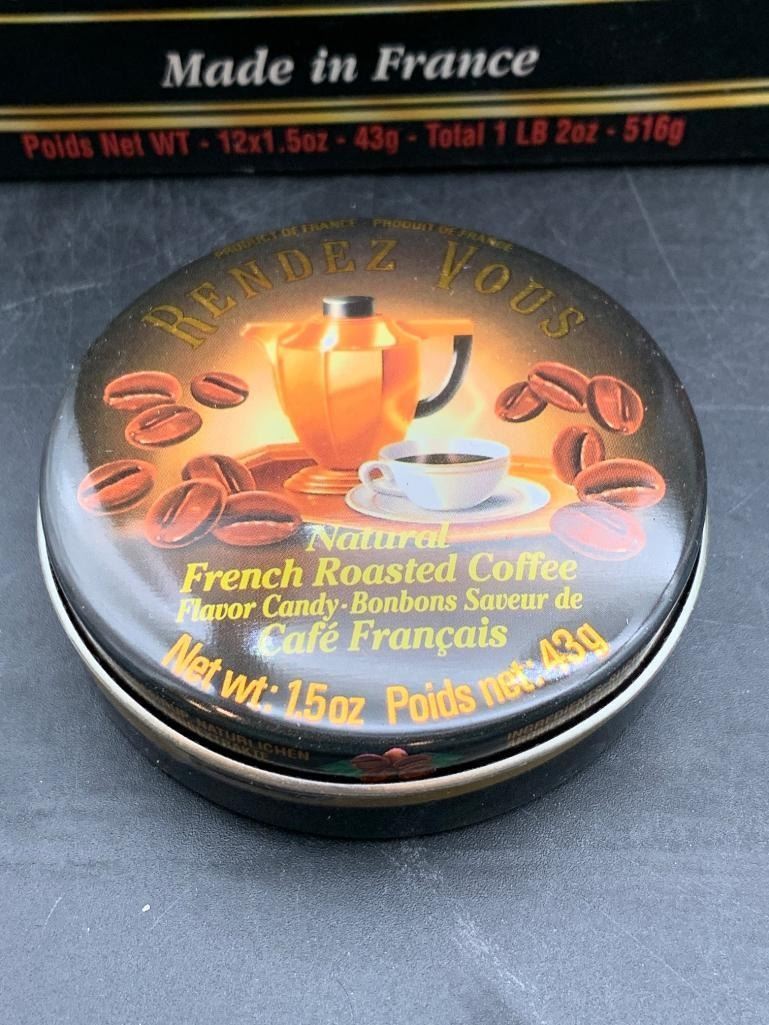 Made in France
Poids Net WT - 12x1.5oz - 43g - Total 1 LB 2oz - 516g
PRODUCT OF FRANCE - PRODUIT DE FRANCE
RENDEZ VOUS
Natural
French Roasted Coffee
Flavor Candy-Bonbons Saveur de
Café Français
Net wt: 1.5oz Poids net: 43g
NATURLICHEN